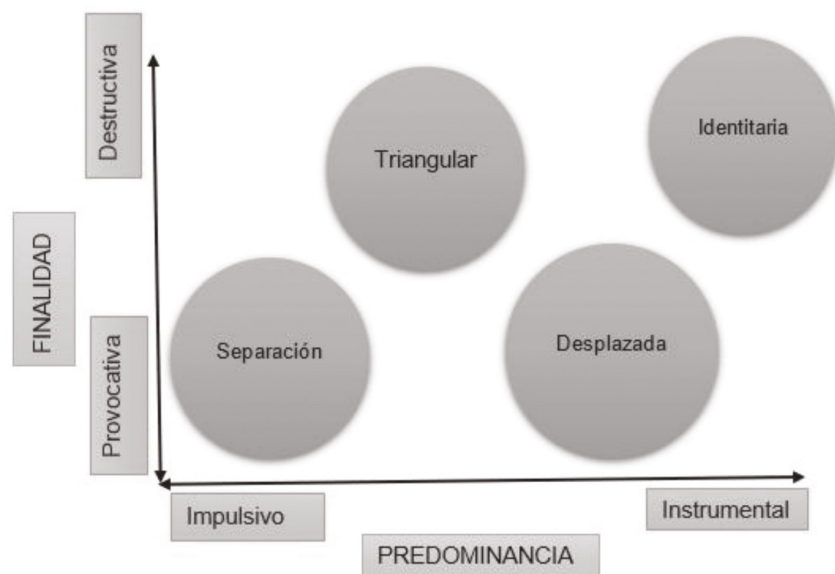 Destructiva
Identitaria
Triangular
FINALIDAD
Separación
Desplazada
Provocativa
Impulsivo
Instrumental
PREDOMINANCIA